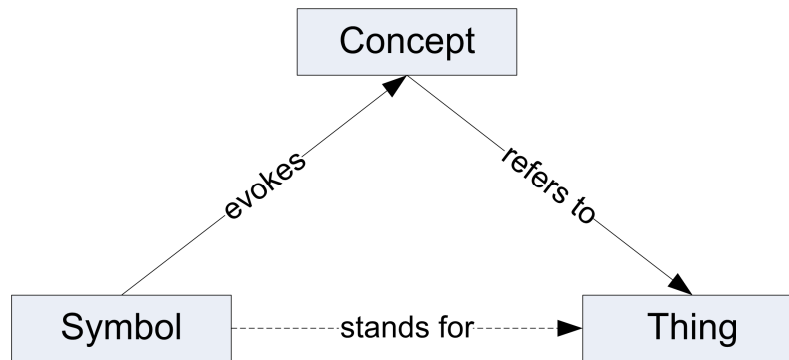 Concept
evokes
refers to
Symbol
stands for
Thing